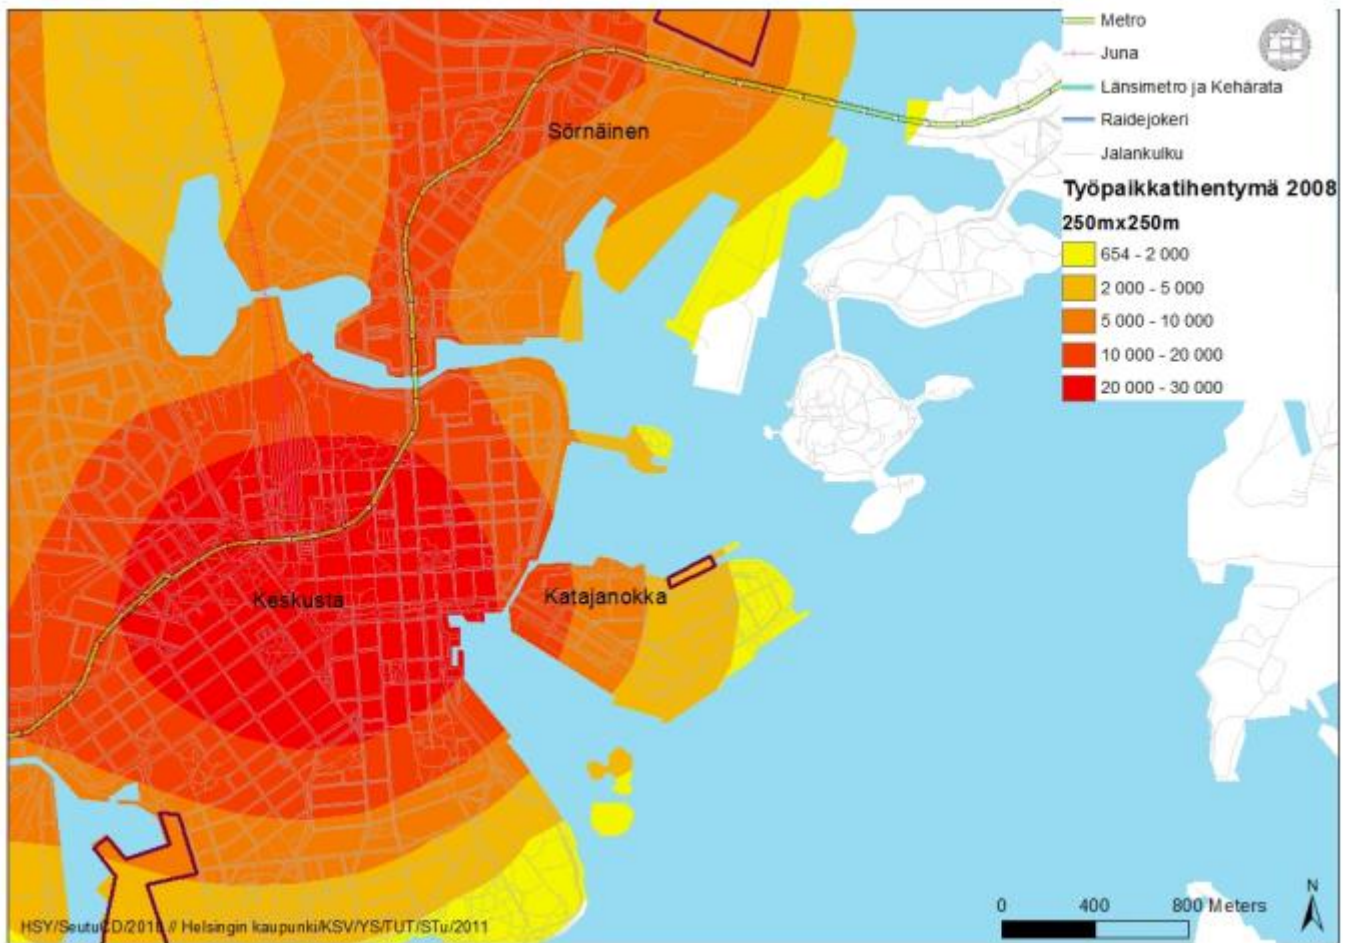 Metro
Juna
Länsimetro ja Kehärata
Raidejokeri
Jalankulku
Työpaikkatihentymä 2008
250mx250m
654 - 2 000
2 000 - 5 000
5 000 - 10 000
10 000 - 20 000
20 000 - 30 000
Sörnäinen
Keskusta
Katajanokka
HSY/SeutuCD/2010 // Helsingin kaupunki/KSV/YS/TUT/STu/2011
0 400 800 Meters
N